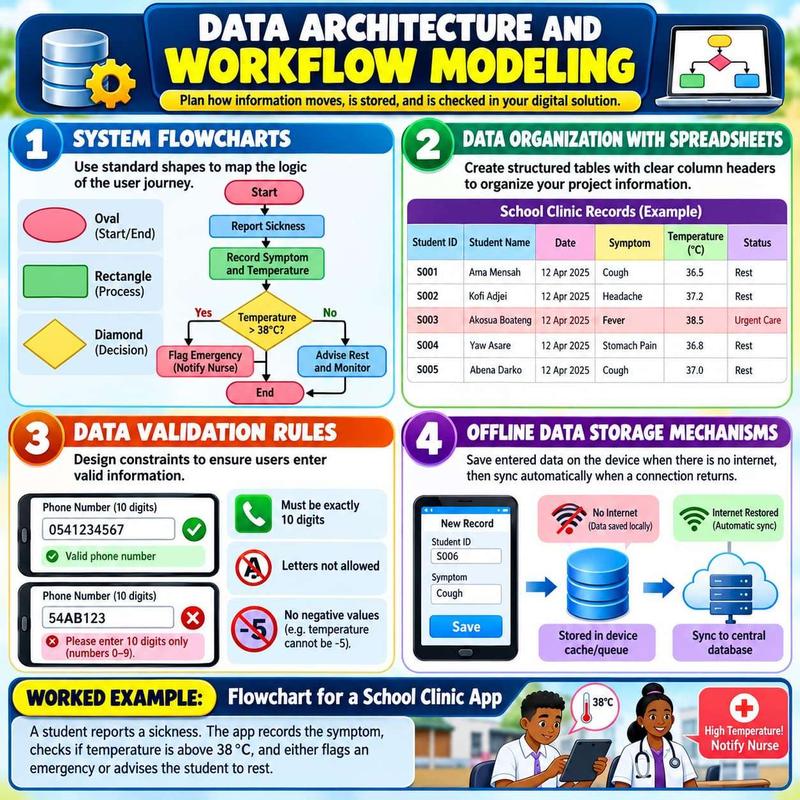 DATA ARCHITECTURE AND
WORKFLOW MODELING
Plan how information moves, is stored, and is checked in your digital solution.
1 SYSTEM FLOWCHARTS
Use standard shapes to map the logic
of the user journey.
Oval
(Start/End)
Rectangle
(Process)
Diamond
(Decision)
Start
Report Sickness
Record Symptom
and Temperature
Temperature
> 38°C?
Yes
No
Flag Emergency
(Notify Nurse)
Advise Rest
and Monitor
End
2 DATA ORGANIZATION WITH SPREADSHEETS
Create structured tables with clear column headers
to organize your project information.
School Clinic Records (Example)
Student ID Student Name Date Symptom Temperature (°C) Status
S001 Ama Mensah 12 Apr 2025 Cough 36.5 Rest
S002 Kofi Adjei 12 Apr 2025 Headache 37.2 Rest
S003 Akosua Boateng 12 Apr 2025 Fever 38.5 Urgent Care
S004 Yaw Asare 12 Apr 2025 Stomach Pain 36.8 Rest
S005 Abena Darko 12 Apr 2025 Cough 37.0 Rest
3 DATA VALIDATION RULES
Design constraints to ensure users enter
valid information.
Phone Number (10 digits)
0541234567
Valid phone number
Phone Number (10 digits)
54AB123
Please enter 10 digits only
(numbers 0–9).
Must be exactly
10 digits
A
Letters not allowed
-5
No negative values
(e.g. temperature
cannot be -5).
4 OFFLINE DATA STORAGE MECHANISMS
Save entered data on the device when there is no internet,
then sync automatically when a connection returns.
New Record
Student ID
S006
Symptom
Cough
Save
No Internet
(Data saved locally)
Stored in device
cache/queue
Internet Restored
(Automatic sync)
Sync to central
database
WORKED EXAMPLE: Flowchart for a School Clinic App
A student reports a sickness. The app records the symptom,
checks if temperature is above 38 °C, and either flags an
emergency or advises the student to rest.
38°C
High Temperature!
Notify Nurse